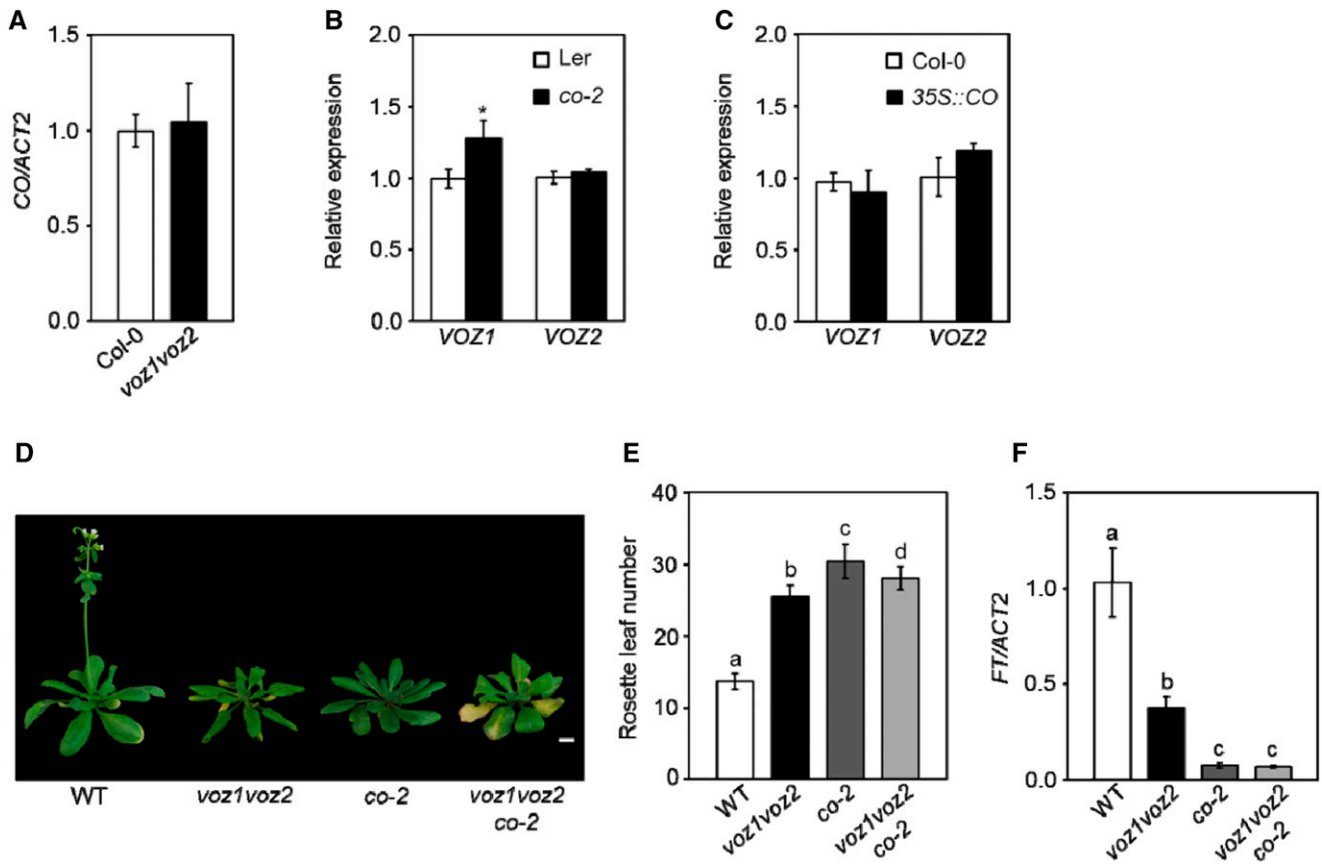 A
CO/ACT2
1.5
1.0
0.5
0.0
Col-0
voz1voz2
B
Relative expression
2.0
1.5
1.0
0.5
0.0
Ler
co-2
*
VOZ1
VOZ2
C
Relative expression
2.0
1.5
1.0
0.5
0.0
Col-0
35S::CO
VOZ1
VOZ2
D
WT
voz1voz2
co-2
voz1voz2
co-2
E
Rosette leaf number
40
30
20
10
0
a
b
c
d
WT
voz1voz2
co-2
voz1voz2
co-2
F
FT/ACT2
1.5
1.0
0.5
0.0
a
b
c
c
WT
voz1voz2
co-2
voz1voz2
co-2